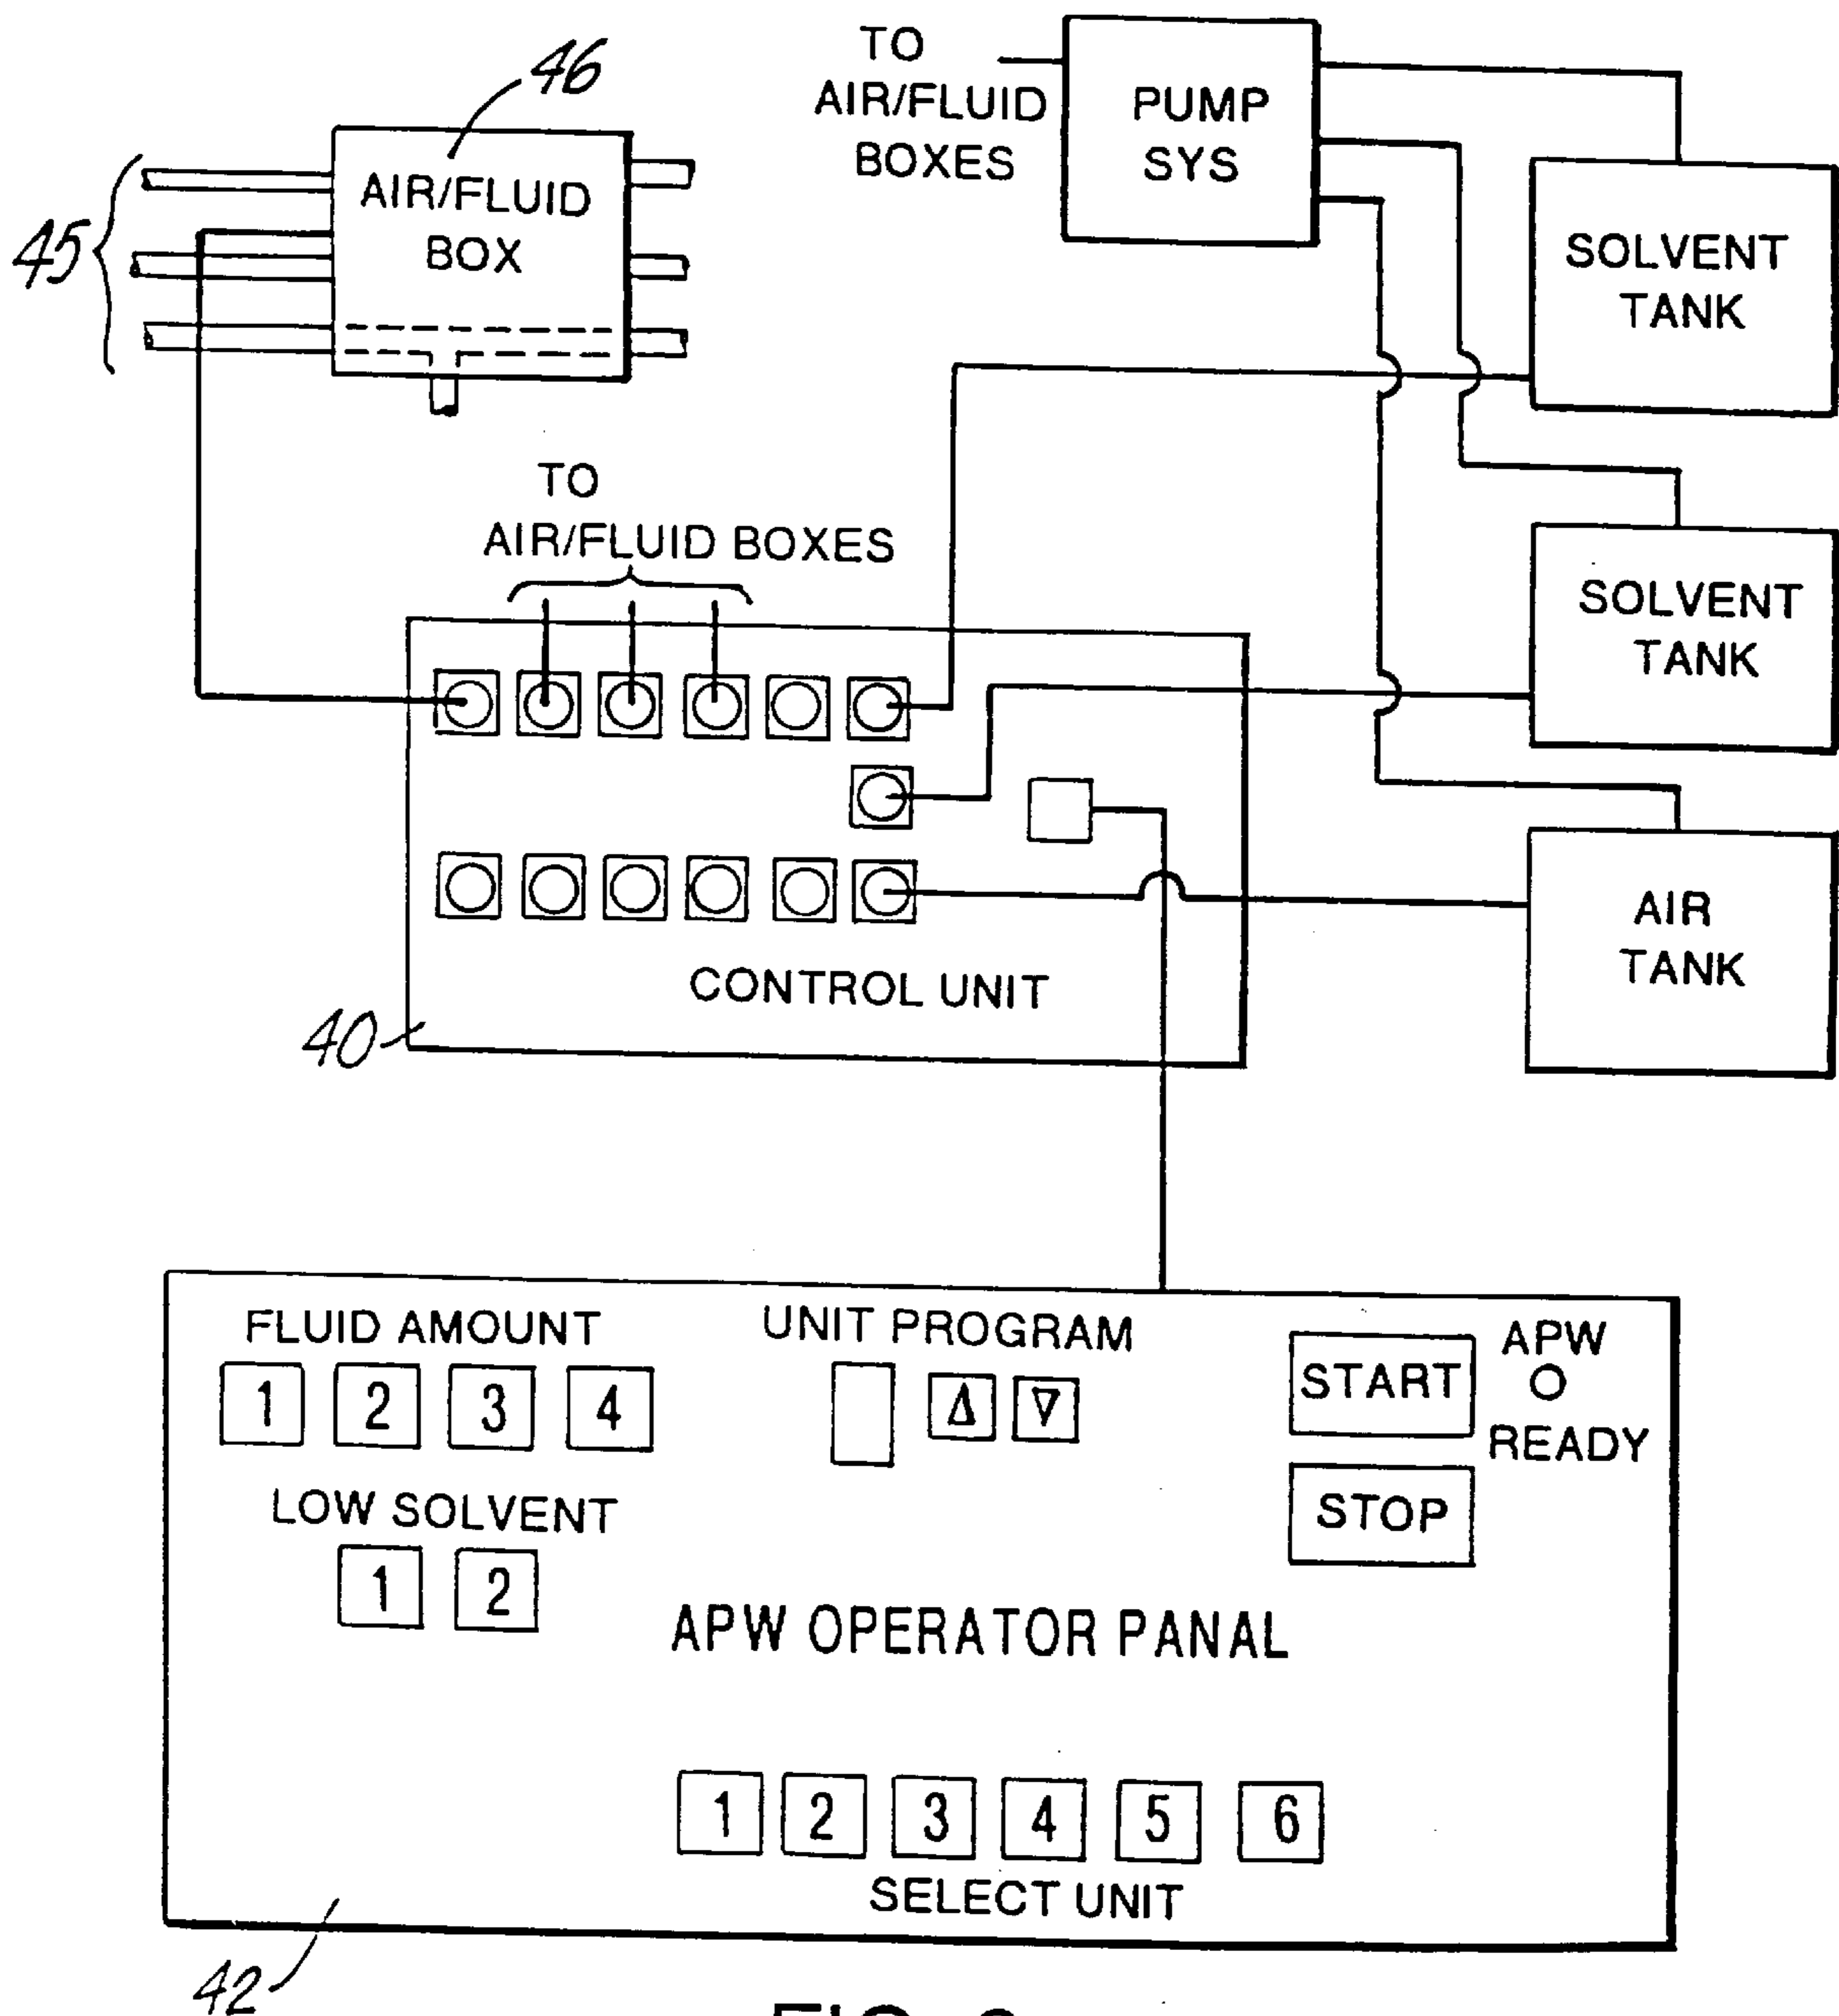 46
45
AIR/FLUID
BOX
TO
AIR/FLUID
BOXES
PUMP
SYS
SOLVENT
TANK
TO
AIR/FLUID BOXES
SOLVENT
TANK
AIR
TANK
CONTROL UNIT
40
FLUID AMOUNT
1 2 3 4
UNIT PROGRAM
Δ ∇
START
APW
O
READY
STOP
LOW SOLVENT
1 2
APW OPERATOR PANAL
1 2 3 4 5 6
SELECT UNIT
42